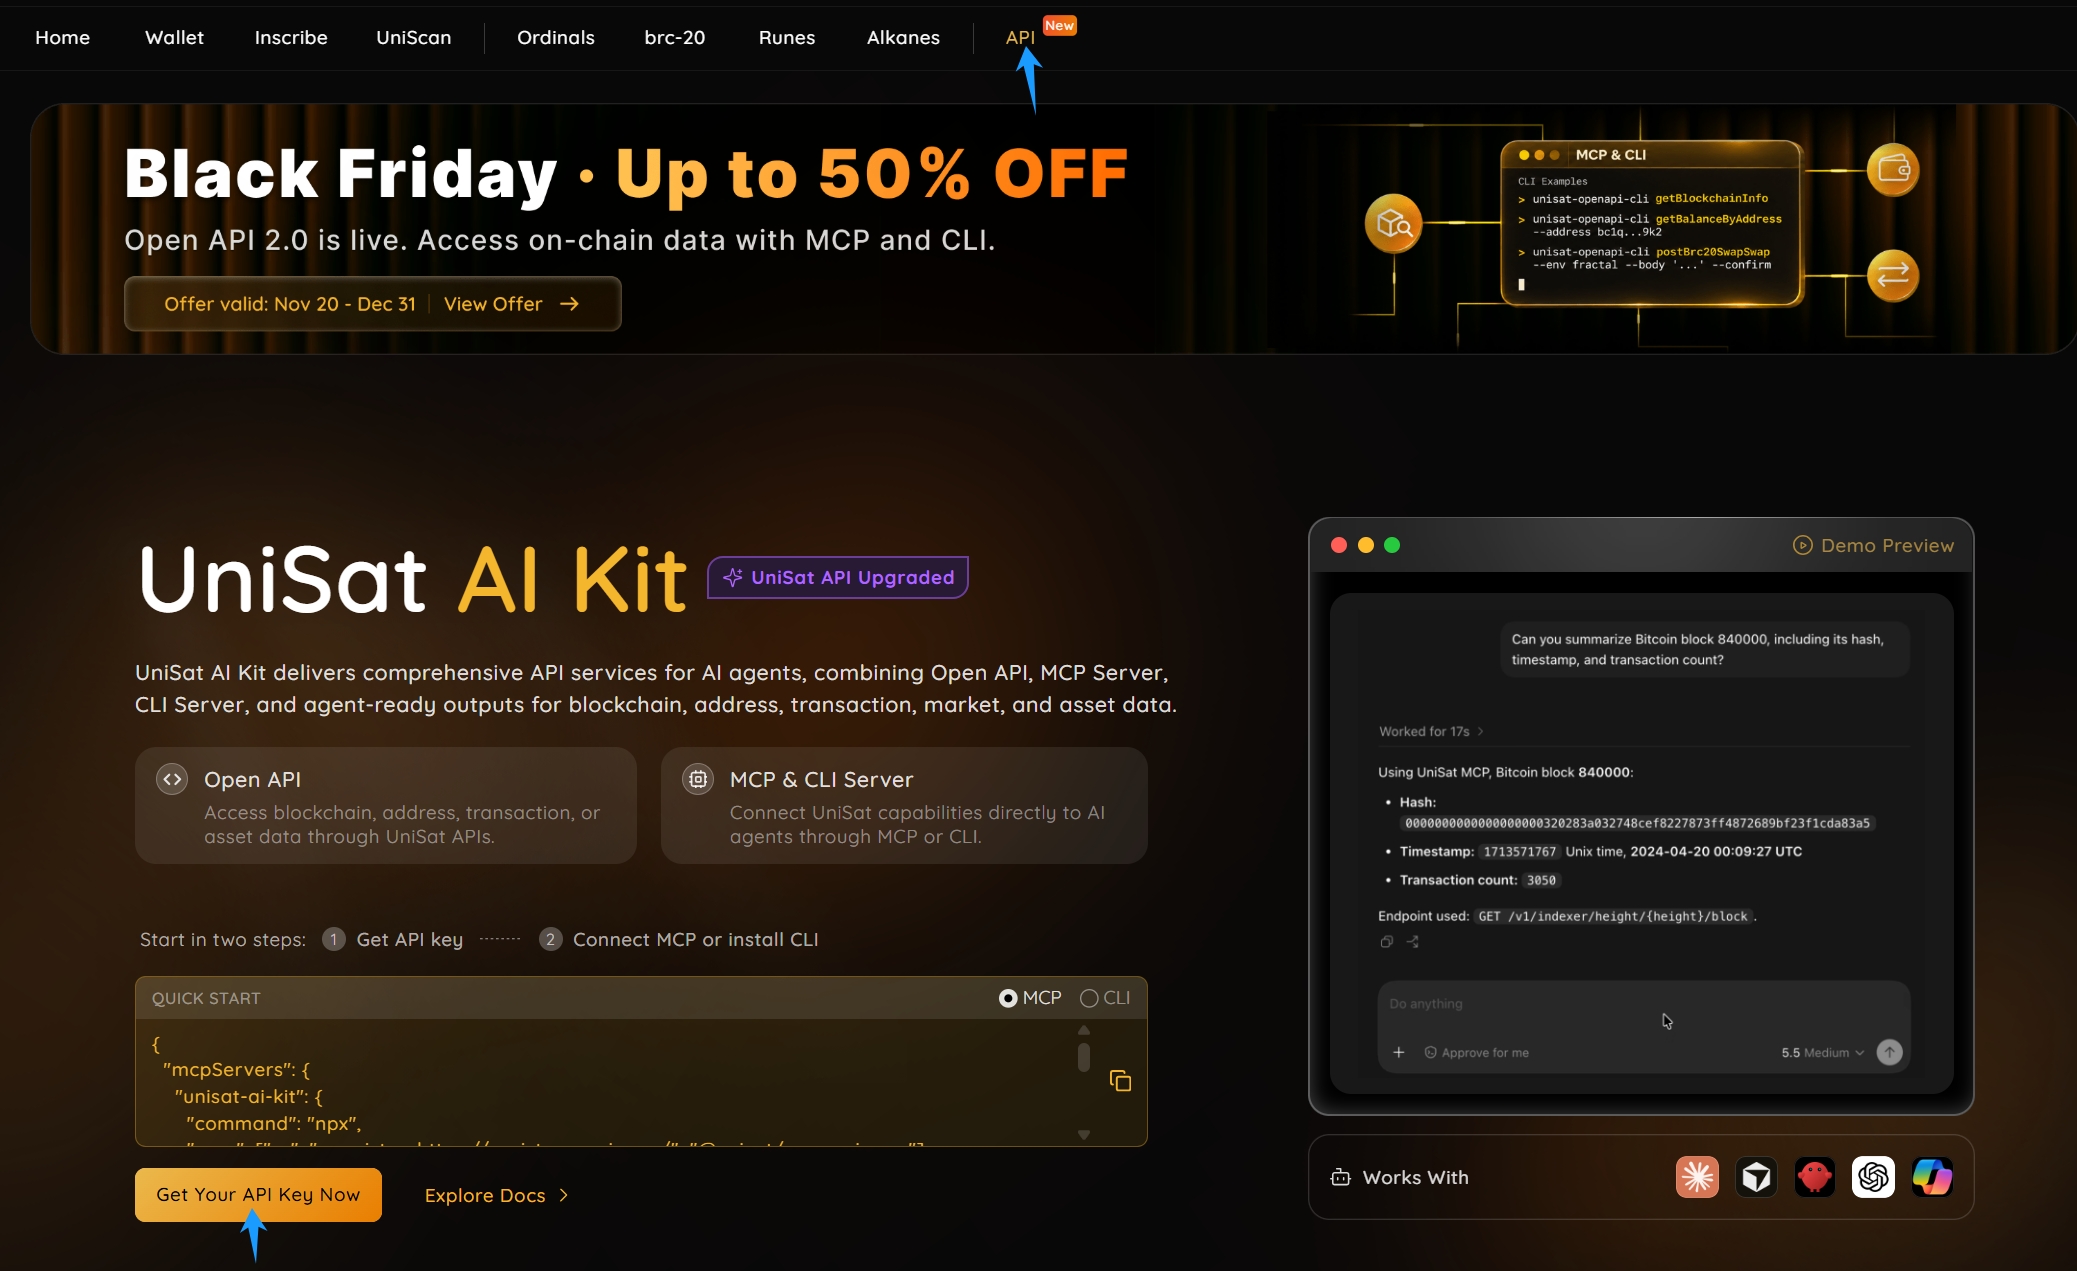 Home Wallet Inscribe UniScan Ordinals brc-20 Runes Alkanes API New
Black Friday · Up to 50% OFF
Open API 2.0 is live. Access on-chain data with MCP and CLI.
Offer valid: Nov 20 - Dec 31 | View Offer →
MCP & CLI
CLI Examples
> unisat-openapi-cli getBlockchainInfo
> unisat-openapi-cli getBalanceByAddress
--address bc1q...9k2
> unisat-openapi-cli postBrc20SwapSwap
--env fractal --body '...' --confirm
UniSat AI Kit
UniSat API Upgraded
UniSat AI Kit delivers comprehensive API services for AI agents, combining Open API, MCP Server,
CLI Server, and agent-ready outputs for blockchain, address, transaction, market, and asset data.
Open API
Access blockchain, address, transaction, or
asset data through UniSat APIs.
MCP & CLI Server
Connect UniSat capabilities directly to AI
agents through MCP or CLI.
Start in two steps: 1 Get API key 2 Connect MCP or install CLI
QUICK START MCP CLI
{
"mcpServers": {
"unisat-ai-kit": {
"command": "npx",
Get Your API Key Now
Explore Docs >
Demo Preview
Can you summarize Bitcoin block 840000, including its hash,
timestamp, and transaction count?
Worked for 17s >
Using UniSat MCP, Bitcoin block 840000:
• Hash:
0000000000000000000320283a032748cef8227873ff4872689bf23f1cda83a5
• Timestamp: 1713571767 Unix time, 2024-04-20 00:09:27 UTC
• Transaction count: 3050
Endpoint used: GET /v1/indexer/height/{height}/block.
Do anything
+ Approve for me 5.5 Medium
Works With